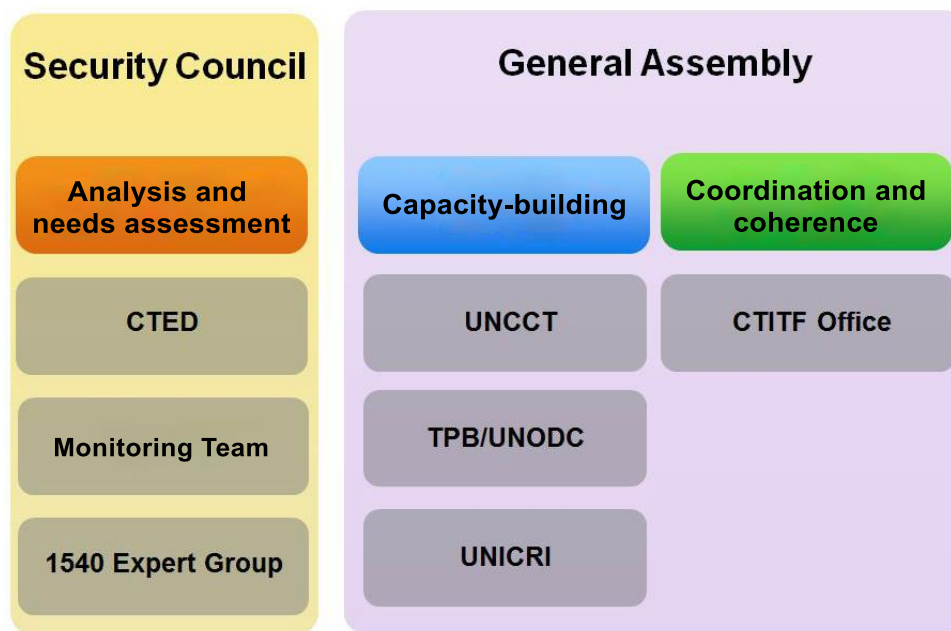 Security Council
Analysis and
needs assessment
CTED
Monitoring Team
1540 Expert Group
General Assembly
Capacity-building
UNCCT
TPB/UNODC
UNICRI
Coordination and
coherence
CTITF Office